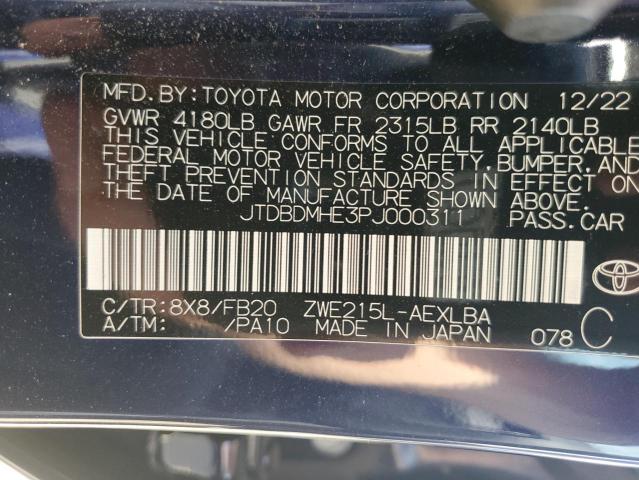 MFD. BY: TOYOTA MOTOR CORPORATION 12/22
GVWR 4180LB GAWR FR 2315LB RR 2140LB
THIS VEHICLE CONFORMS TO ALL APPLICABLE
FEDERAL MOTOR VEHICLE SAFETY, BUMPER, AND
THEFT PREVENTION STANDARDS IN EFFECT ON
THE DATE OF MANUFACTURE SHOWN ABOVE.
JTDBDMHE3PJ000311 PASS. CAR
C/TR: 8X8/FB20 ZWE215L-AEXLBA
A/TM: /PA10 MADE IN JAPAN 078 C